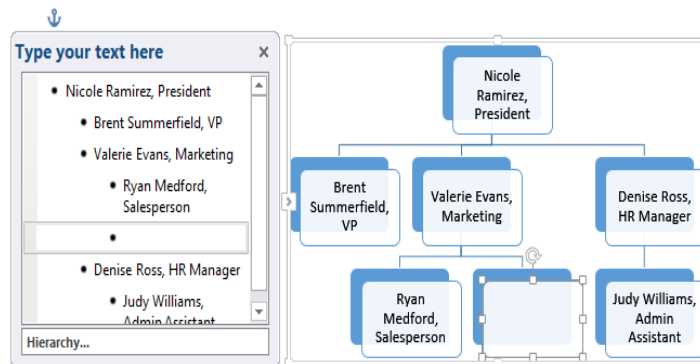 Type your text here
Nicole Ramirez, President
Brent Summerfield, VP
Valerie Evans, Marketing
Ryan Medford,
Salesperson
Denise Ross, HR Manager
Judy Williams,
Admin Assistant
Hierarchy...
Nicole
Ramirez,
President
Brent
Summerfield,
VP
Valerie Evans,
Marketing
Denise Ross,
HR Manager
Ryan
Medford,
Salesperson
Judy Williams,
Admin
Assistant